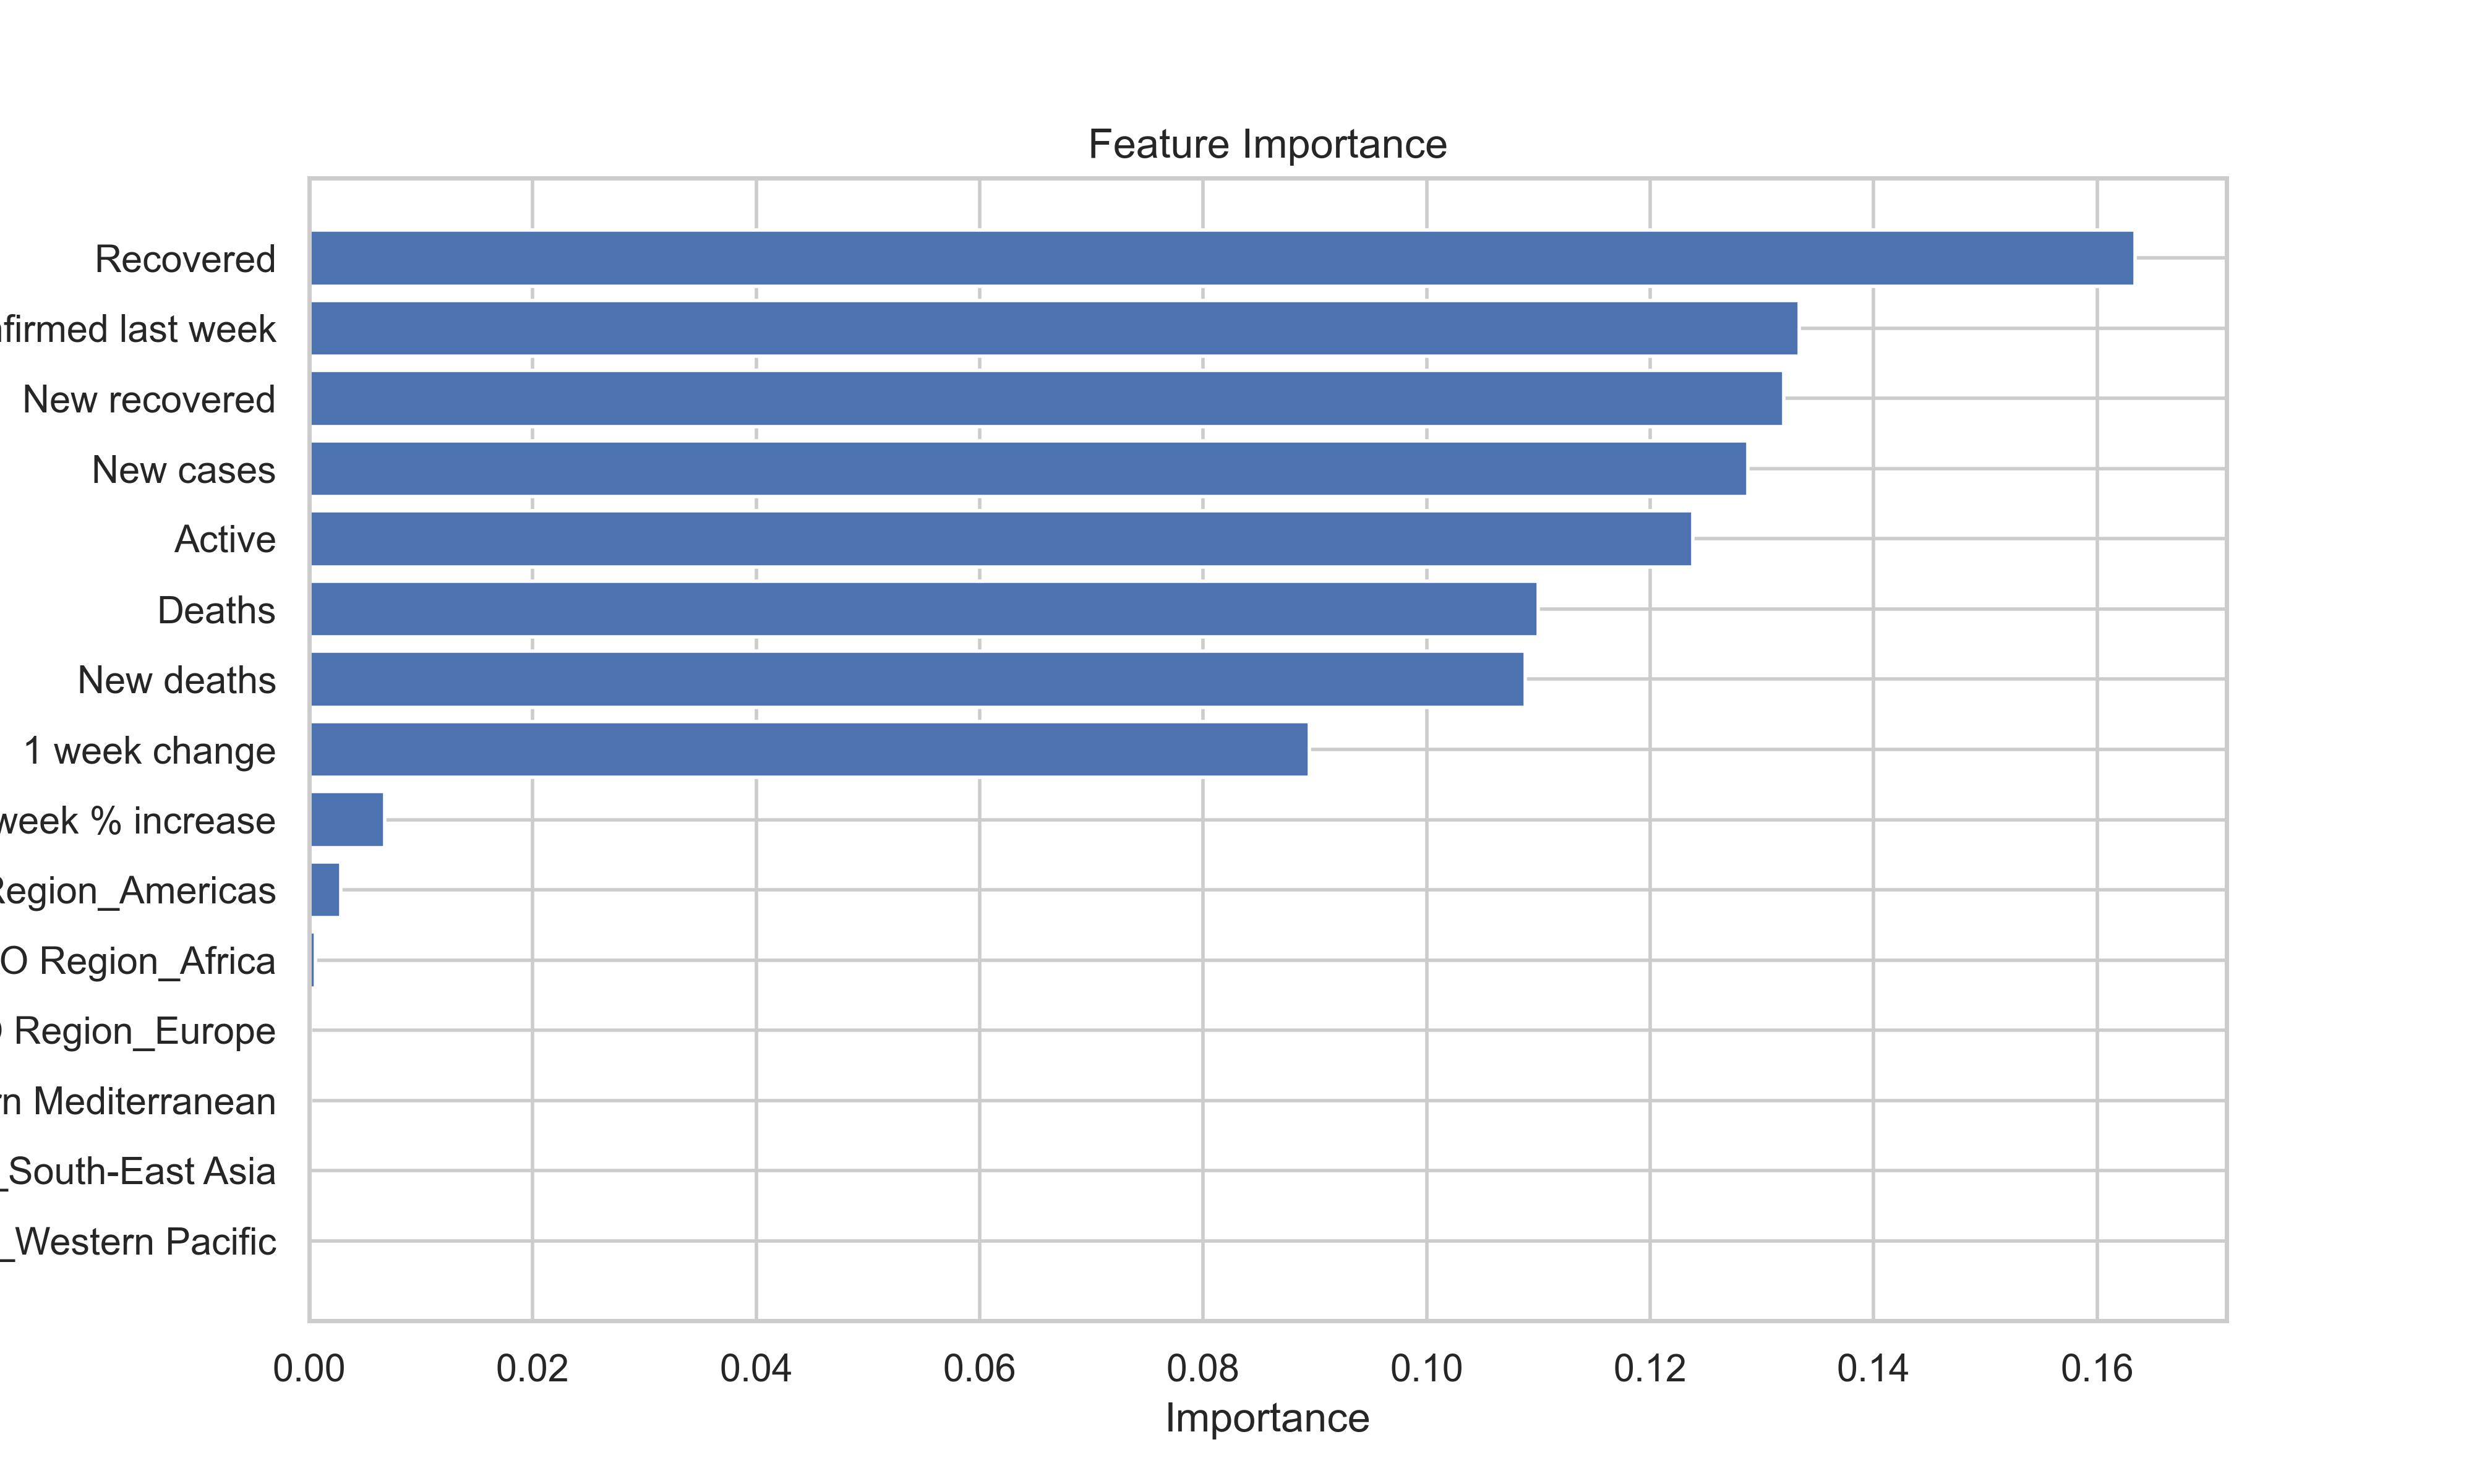 Feature Importance
Recovered
nfirmed last week
New recovered
New cases
Active
Deaths
New deaths
1 week change
week % increase
Region_Americas
O Region_Africa
Region_Europe
n Mediterranean
_South-East Asia
_Western Pacific
0.00 0.02 0.04 0.06 0.08 0.10 0.12 0.14 0.16
Importance